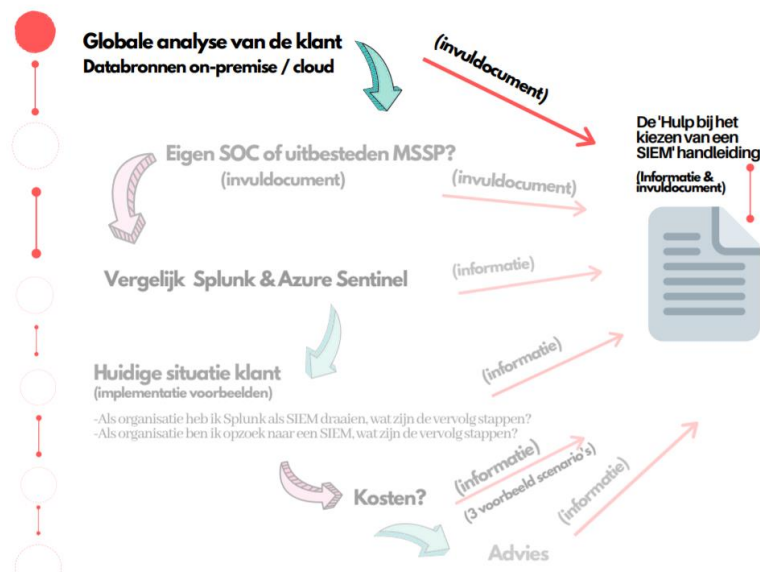 Globale analyse van de klant
Databronnen on-premise / cloud
(invuldocument)
De 'Hulp bij het
kiezen van een
SIEM' handleiding
(Informatie &
invuldocument)
Eigen SOC of uitbesteden MSSP?
(invuldocument)
(invuldocument)
Vergelijk Splunk & Azure Sentinel
(informatie)
Huidige situatie klant
(implementatie voorbeelden)
(informatie)
-Als organisatie heb ik Splunk als SIEM draaien, wat zijn de vervolg stappen?
-Als organisatie ben ik opzoek naar een SIEM, wat zijn de vervolg stappen?
Kosten?
(informatie)
(3 voorbeeld scenario's)
(informatie)
Advies